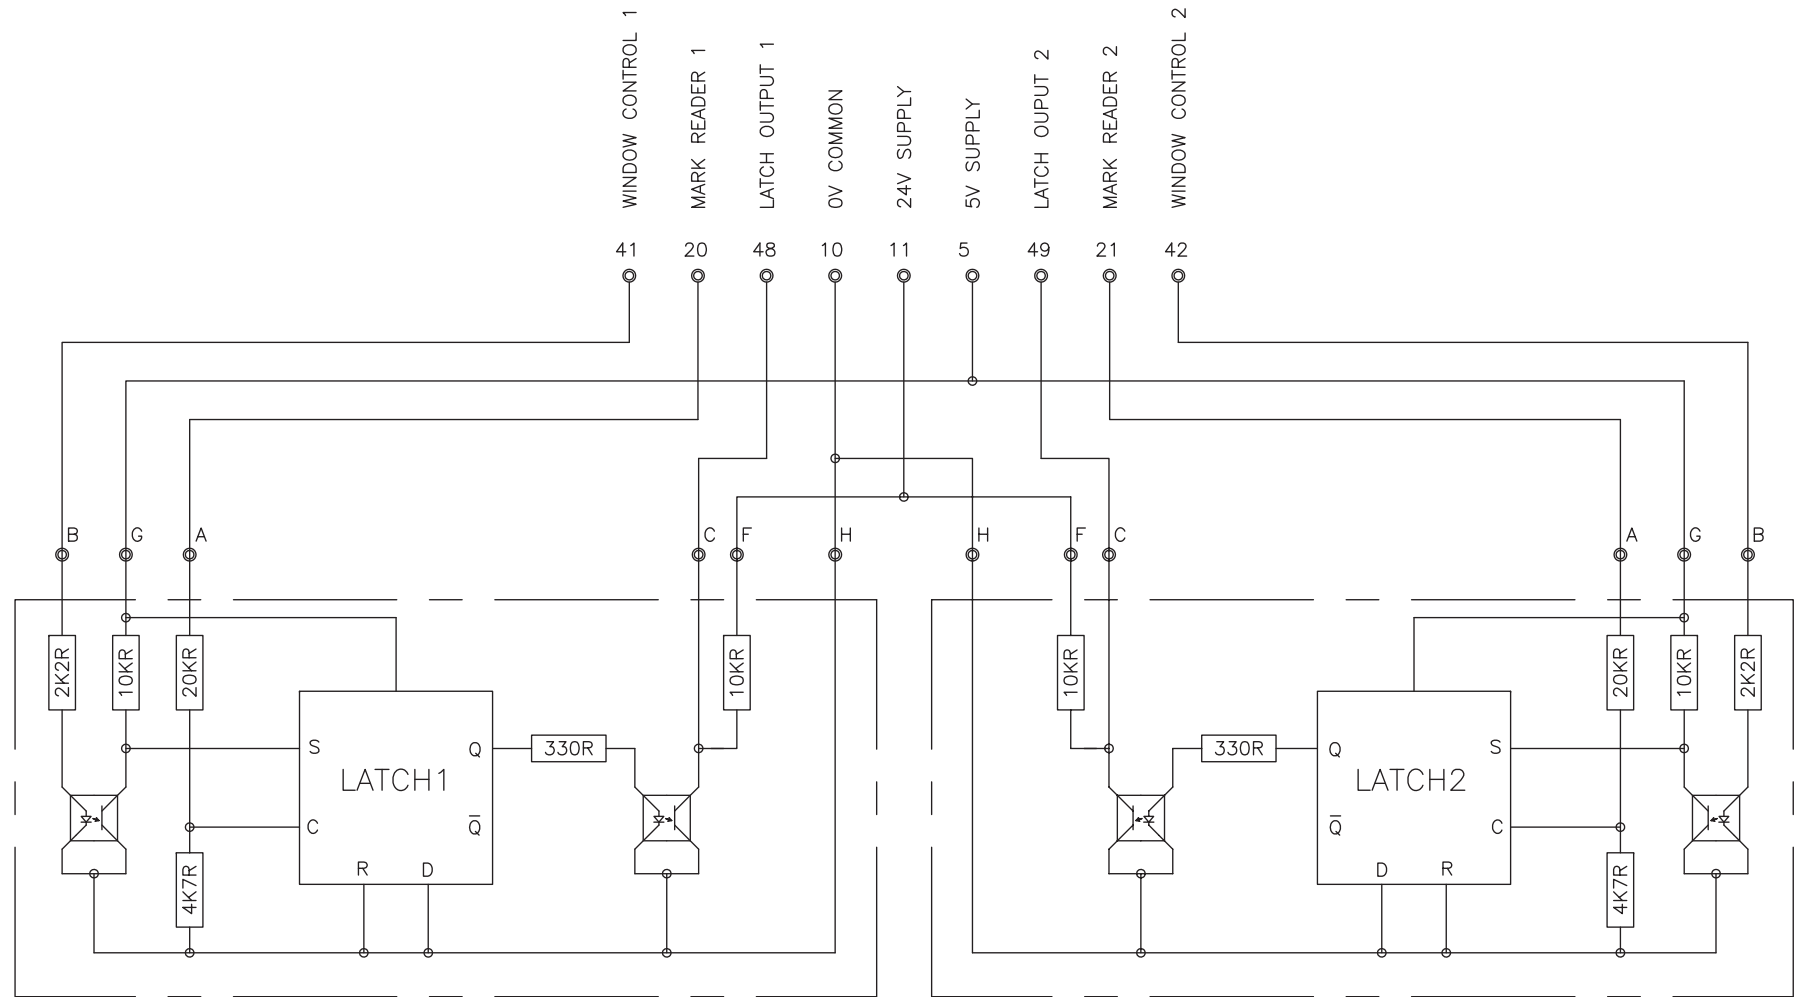 WINDOW CONTROL 1
MARK READER 1
LATCH OUTPUT 1
0V COMMON
24V SUPPLY
5V SUPPLY
LATCH OUPUT 2
MARK READER 2
WINDOW CONTROL 2
41 20 48 10 11 5 49 21 42
B G A C F H H F C A G B
2K2R 10KR 20KR 10KR 10KR 20KR 10KR 2K2R
S Q 330R 330R Q S
LATCH1 LATCH2
C Q̅ Q̅ C
R D D R
4K7R 4K7R